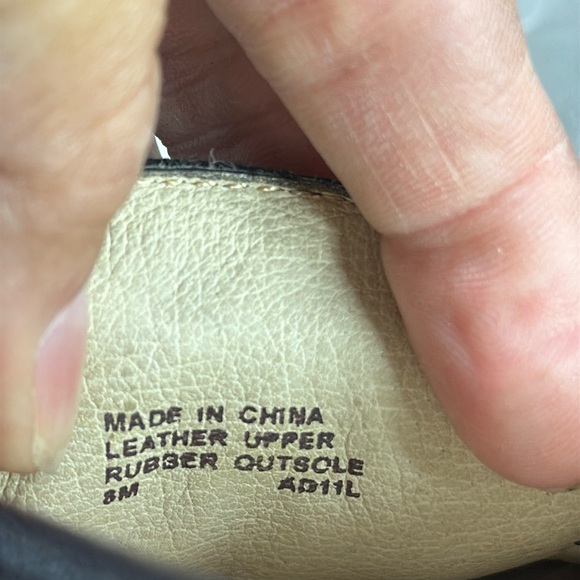 MADE IN CHINA
LEATHER UPPER
RUBBER OUTSOLE
8M AD11L